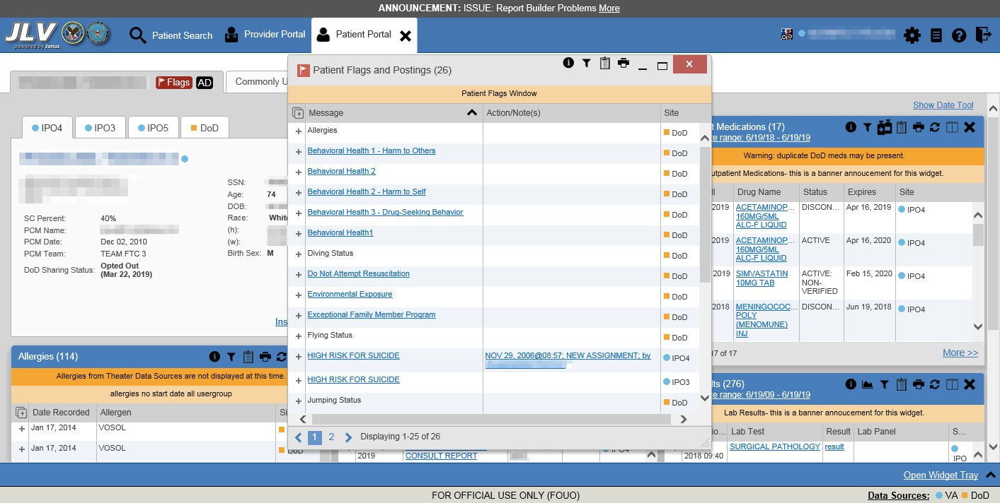 ANNOUNCEMENT: ISSUE: Report Builder Problems More
JLV
powered by Janus
Patient Search
Provider Portal
Patient Portal
Flags
AD
Commonly U
IPO4
IPO3
IPO5
DoD
SSN:
Age: 74
DOB:
Race: White
(h):
(w):
Birth Sex: M
SC Percent: 40%
PCM Name:
PCM Date: Dec 02, 2010
PCM Team: TEAM FTC 3
DoD Sharing Status: Opted Out
(Mar 22, 2019)
Ins
Patient Flags and Postings (26)
Patient Flags Window
Message Action/Note(s) Site
Allergies DoD
Behavioral Health 1 - Harm to Others DoD
Behavioral Health 2 DoD
Behavioral Health 2 - Harm to Self DoD
Behavioral Health 3 - Drug-Seeking Behavior DoD
Behavioral Health1 DoD
Diving Status DoD
Do Not Attempt Resuscitation DoD
Environmental Exposure DoD
Exceptional Family Member Program DoD
Flying Status DoD
HIGH RISK FOR SUICIDE NOV 29, 2006@08:57; NEW ASSIGNMENT; by IPO4
HIGH RISK FOR SUICIDE IPO3
Jumping Status DoD
1 2 Displaying 1-25 of 26
Show Date Tool
t Medications (17)
e range: 6/19/18 - 6/19/19
Warning: duplicate DoD meds may be present.
utpatient Medications- this is a banner annoucement for this widget.
ll Drug Name Status Expires Site
2019 ACETAMINOP... DISCON... Apr 16, 2019 IPO4
160MG/5ML
ALC-F LIQUID
2019 ACETAMINOP... ACTIVE Apr 16, 2020 IPO4
160MG/5ML
ALC-F LIQUID
2019 SIMVASTATIN ACTIVE: Feb 15, 2020 IPO4
10MG TAB NON-
VERIFIED
2018 MENINGOCOC... DISCON... Jun 19, 2018 IPO4
POLY
(MENOMUNE)
INJ
17 of 17 More >>
Allergies (114)
Allergies from Theater Data Sources are not displayed at this time.
allergies no start date all usergroup
Date Recorded Allergen Si
Jan 17, 2014 VOSOL
Jan 17, 2014 VOSOL DoD
2019 CONSULT REPORT IPO4
lts (276)
e range: 6/19/09 - 6/19/19
Lab Results- this is a banner annoucement for this widget.
io... Lab Test Result Lab Panel S...
SURGICAL PATHOLOGY result
2018 09:40 IPO
Open Widget Tray
FOR OFFICIAL USE ONLY (FOUO)
Data Sources: VA DoD